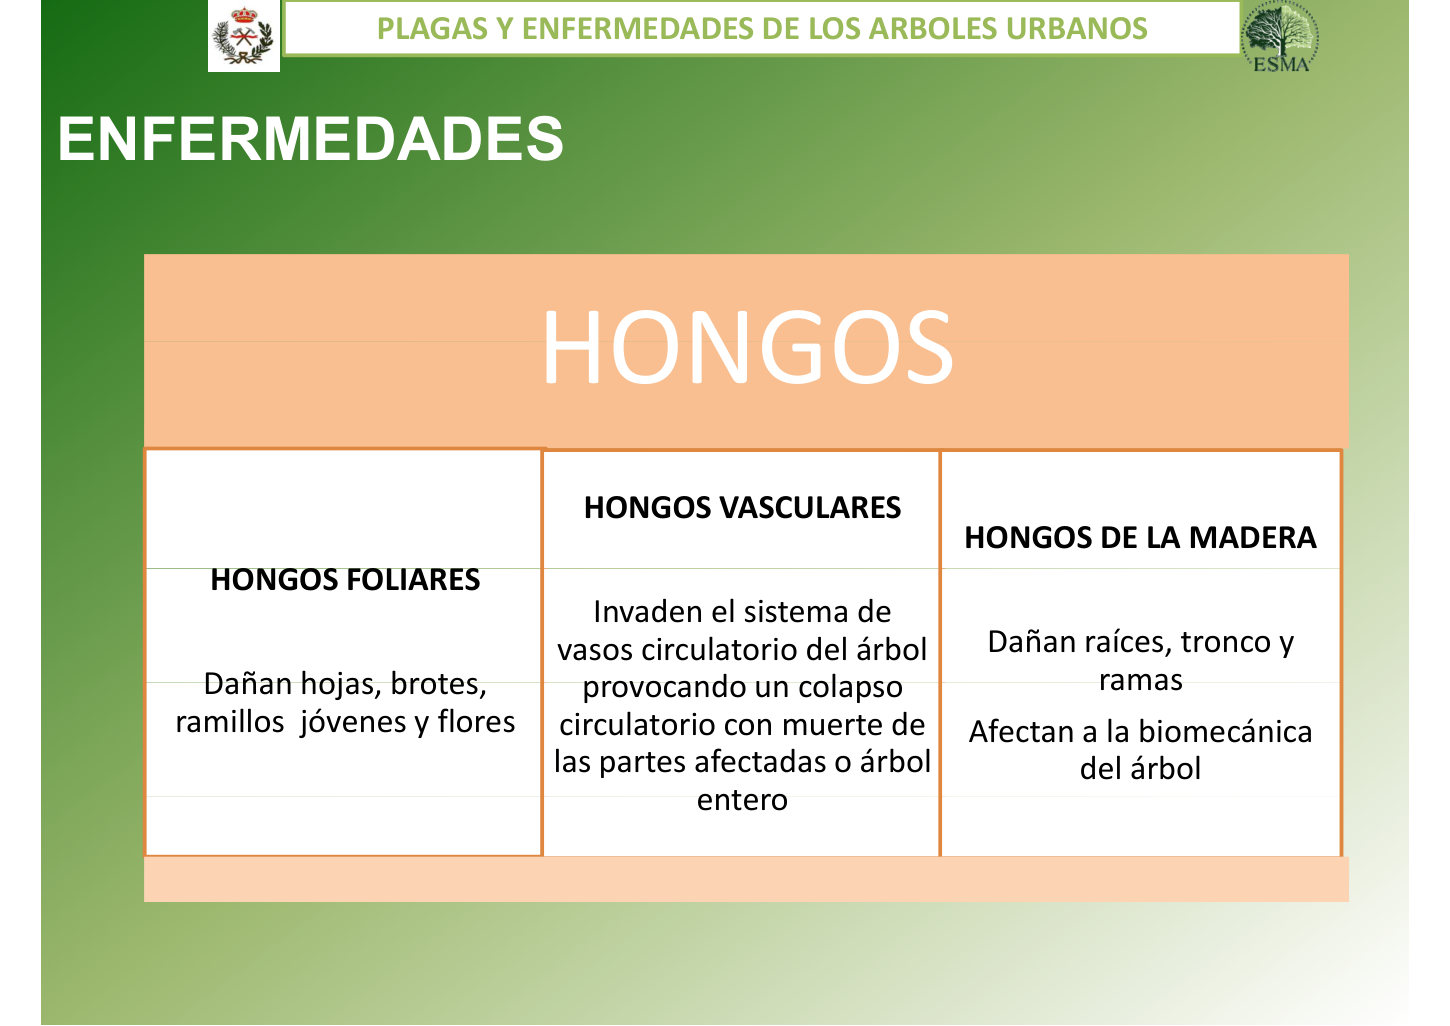 PLAGAS Y ENFERMEDADES DE LOS ARBOLES URBANOS
ESMA
ENFERMEDADES
HONGOS
HONGOS FOLIARES
Dañan hojas, brotes,
ramillos jóvenes y flores
HONGOS VASCULARES
Invaden el sistema de
vasos circulatorio del árbol
provocando un colapso
circulatorio con muerte de
las partes afectadas o árbol
entero
HONGOS DE LA MADERA
Dañan raíces, tronco y
ramas
Afectan a la biomecánica
del árbol